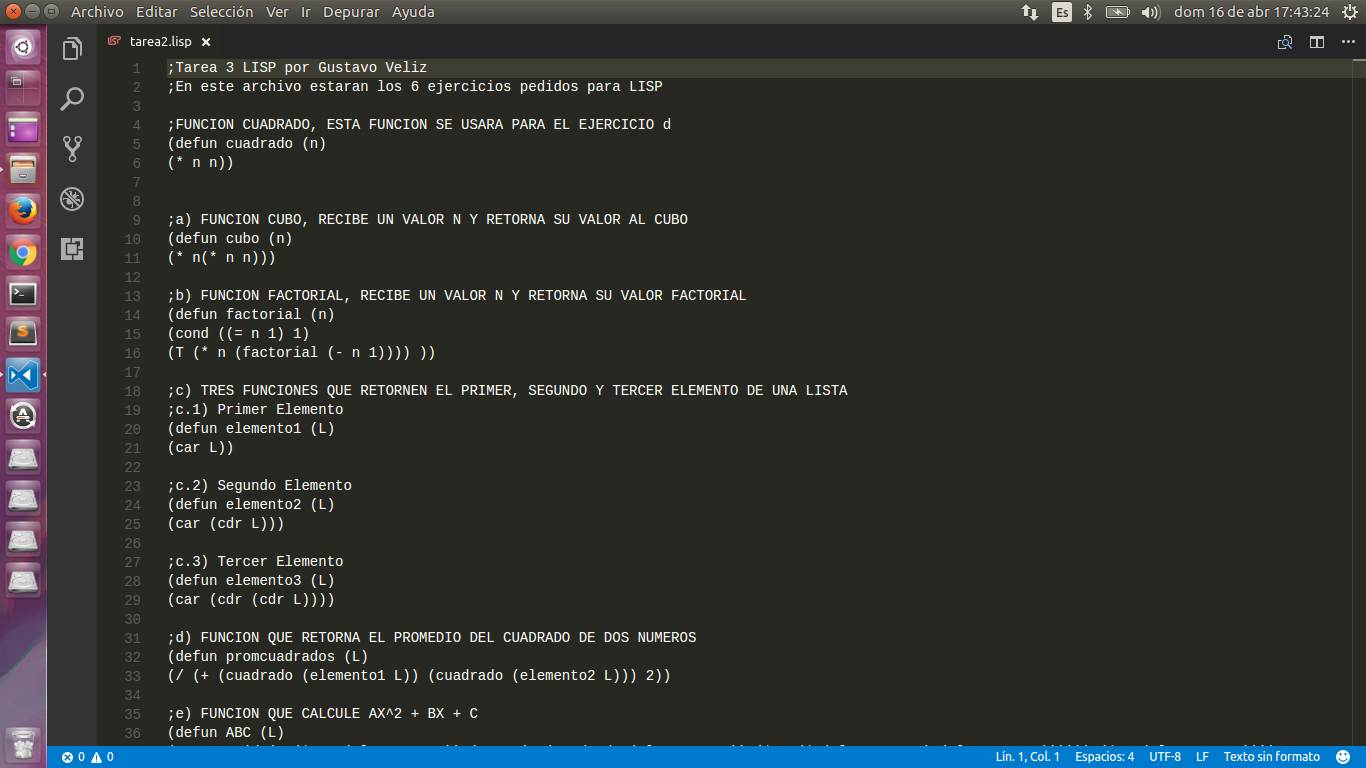 Archivo Editar Selección Ver Ir Depurar Ayuda Es dom 16 de abr 17:43:24
tarea2.lisp
1 ;Tarea 3 LISP por Gustavo Veliz
2 ;En este archivo estaran los 6 ejercicios pedidos para LISP
3
4 ;FUNCION CUADRADO, ESTA FUNCION SE USARA PARA EL EJERCICIO d
5 (defun cuadrado (n)
6 (* n n))
7
8
9 ;a) FUNCION CUBO, RECIBE UN VALOR N Y RETORNA SU VALOR AL CUBO
10 (defun cubo (n)
11 (* n(* n n)))
12
13 ;b) FUNCION FACTORIAL, RECIBE UN VALOR N Y RETORNA SU VALOR FACTORIAL
14 (defun factorial (n)
15 (cond ((= n 1) 1)
16 (T (* n (factorial (- n 1)))) ))
17
18 ;c) TRES FUNCIONES QUE RETORNEN EL PRIMER, SEGUNDO Y TERCER ELEMENTO DE UNA LISTA
19 ;c.1) Primer Elemento
20 (defun elemento1 (L)
21 (car L))
22
23 ;c.2) Segundo Elemento
24 (defun elemento2 (L)
25 (car (cdr L)))
26
27 ;c.3) Tercer Elemento
28 (defun elemento3 (L)
29 (car (cdr (cdr L))))
30
31 ;d) FUNCION QUE RETORNA EL PROMEDIO DEL CUADRADO DE DOS NUMEROS
32 (defun promcuadrados (L)
33 (/ (+ (cuadrado (elemento1 L)) (cuadrado (elemento2 L))) 2))
34
35 ;e) FUNCION QUE CALCULE AX^2 + BX + C
36 (defun ABC (L)
0 0 Lín. 1, Col. 1 Espacios: 4 UTF-8 LF Texto sin formato